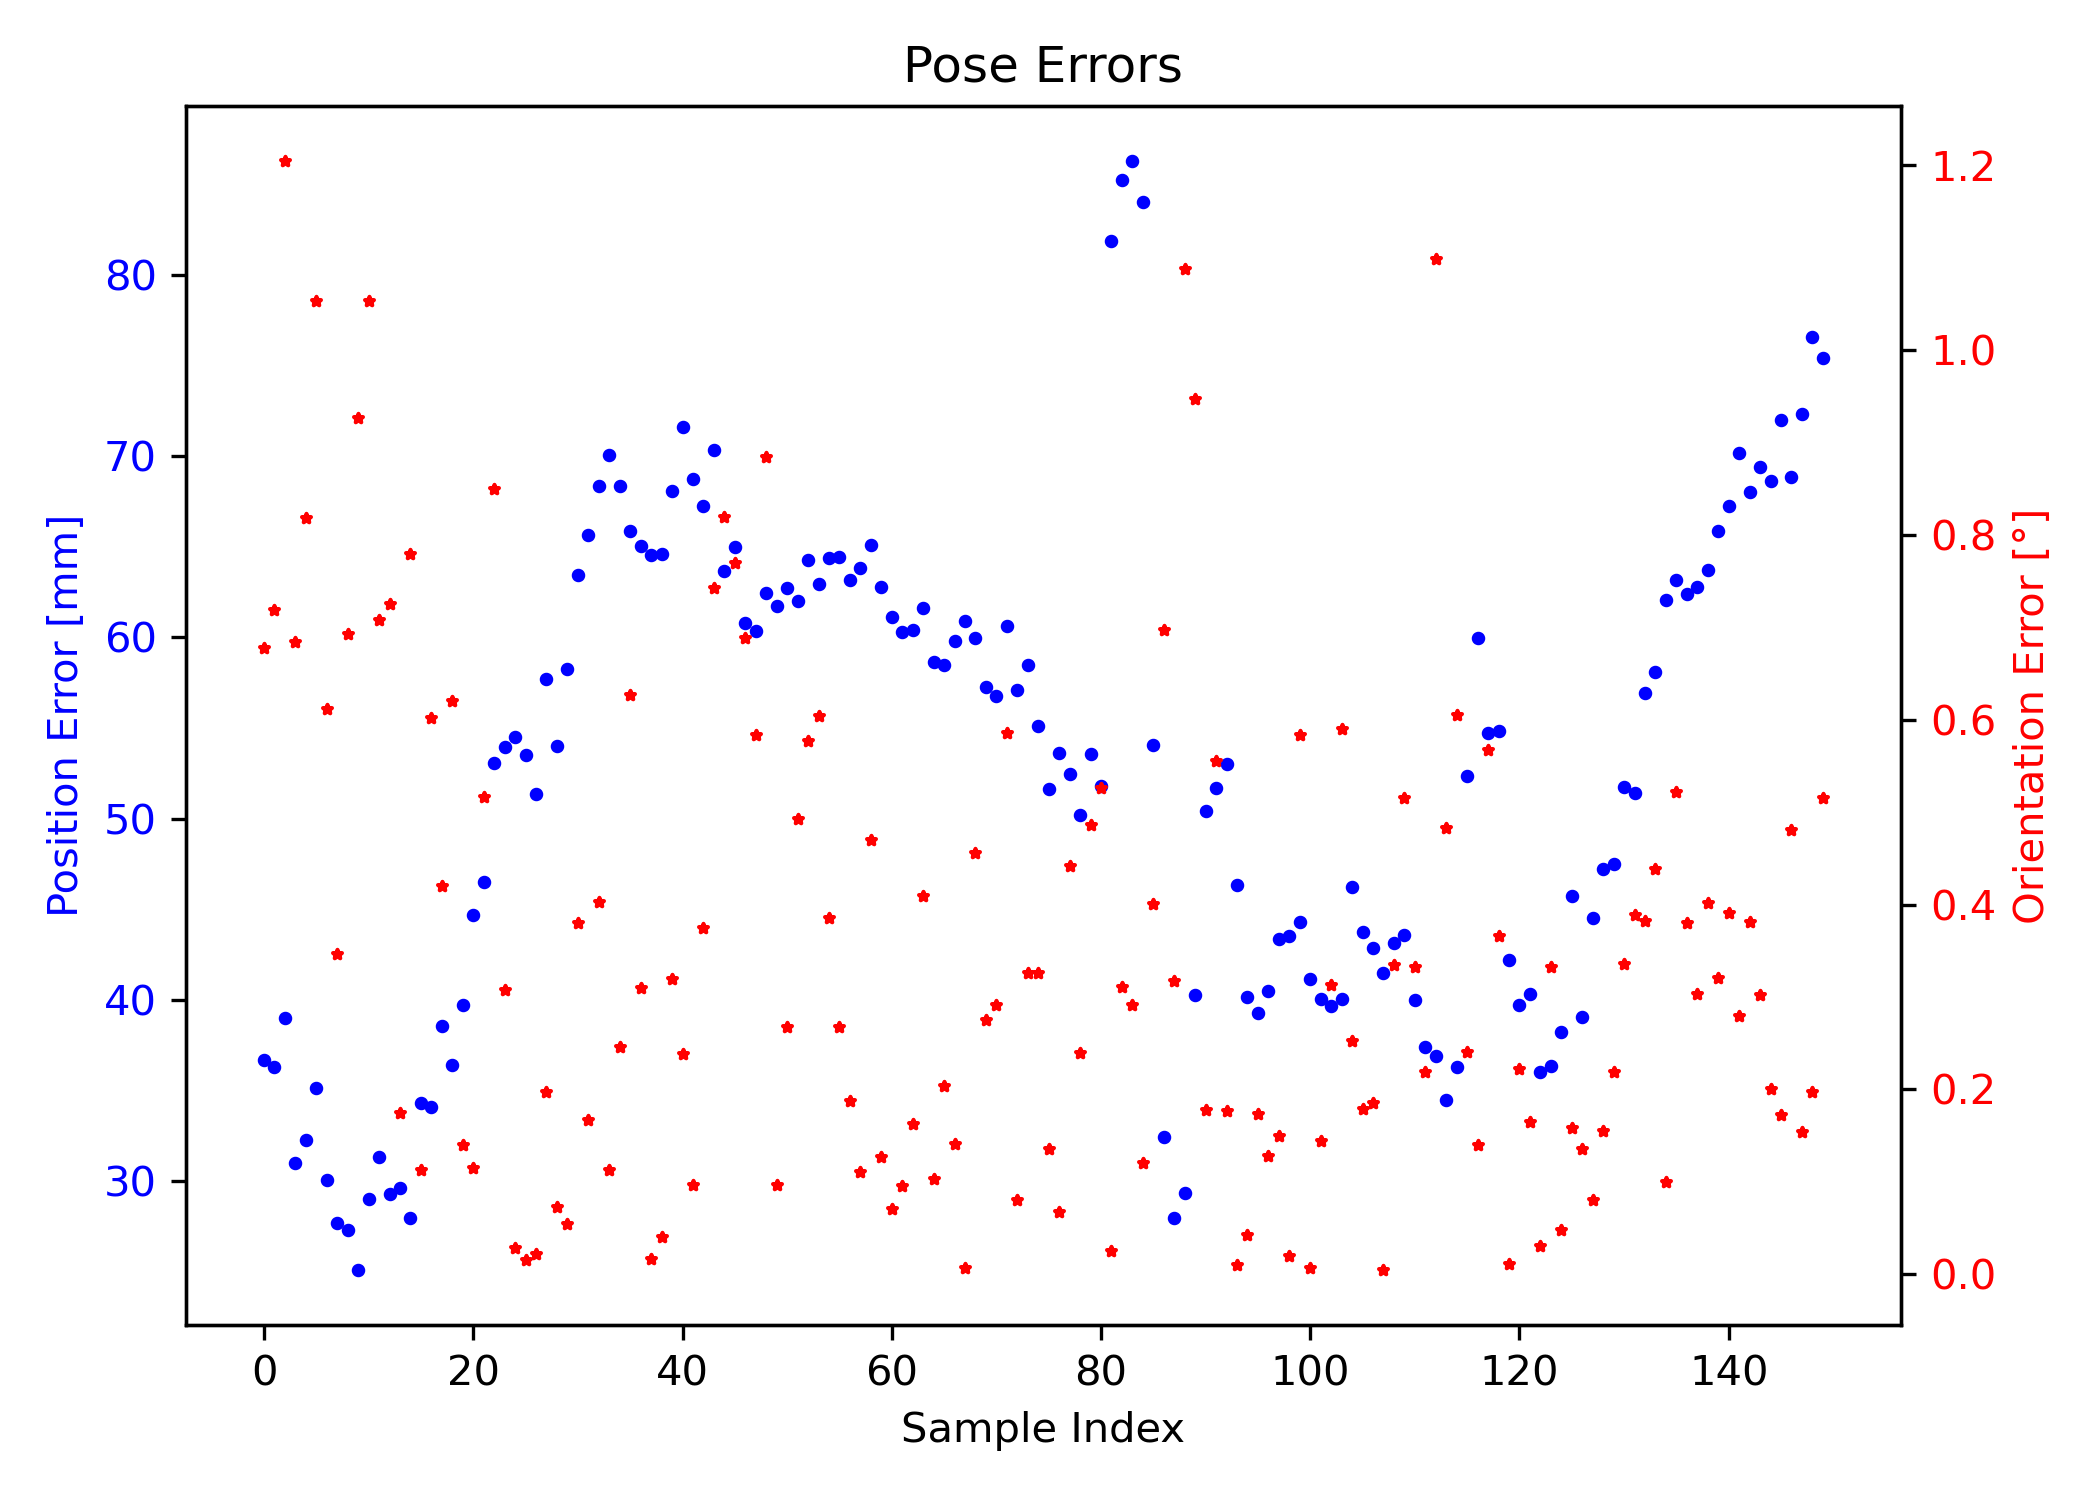 Pose Errors
Position Error [mm]
80
70
60
50
40
30
1.2
1.0
0.8
0.6
0.4
0.2
0.0
Orientation Error [°]
0 20 40 60 80 100 120 140
Sample Index